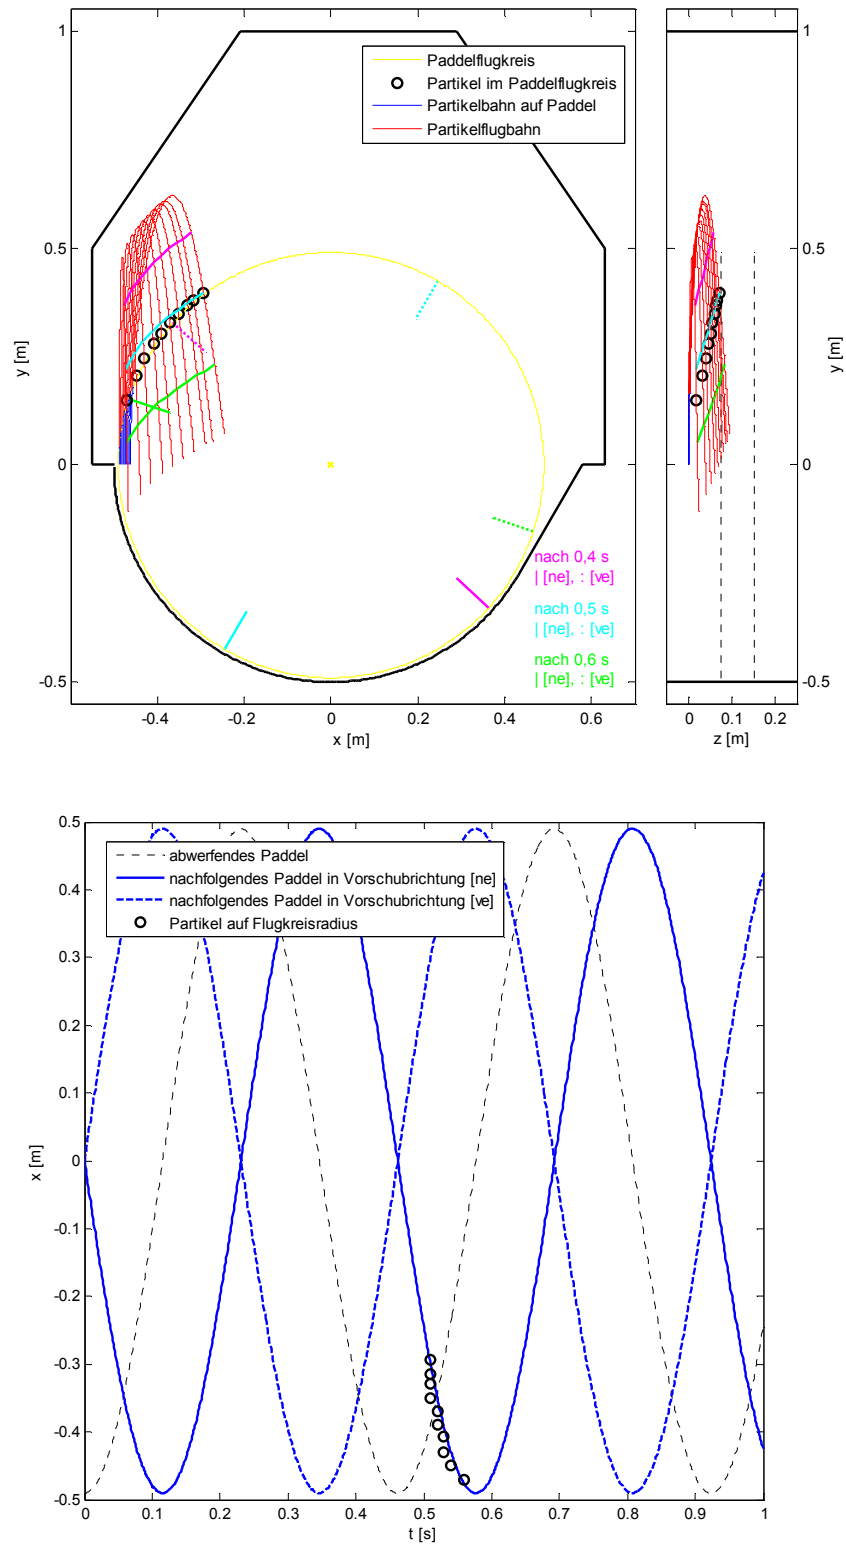 1
0.5
0
-0.5
y [m]
-0.4
-0.2
0
0.2
0.4
0.6
x [m]
Paddelflugkreis
Partikel im Paddelflugkreis
Partikelbahn auf Paddel
Partikelflugbahn
nach 0,4 s
| [ne], : [ve]
nach 0,5 s
| [ne], : [ve]
nach 0,6 s
| [ne], : [ve]
1
0.5
0
-0.5
y [m]
0
0.1
0.2
z [m]
0.5
0.4
0.3
0.2
0.1
0
-0.1
-0.2
-0.3
-0.4
-0.5
x [m]
abwerfendes Paddel
nachfolgendes Paddel in Vorschubrichtung [ne]
nachfolgendes Paddel in Vorschubrichtung [ve]
Partikel auf Flugkreisradius
0
0.1
0.2
0.3
0.4
0.5
0.6
0.7
0.8
0.9
1
t [s]